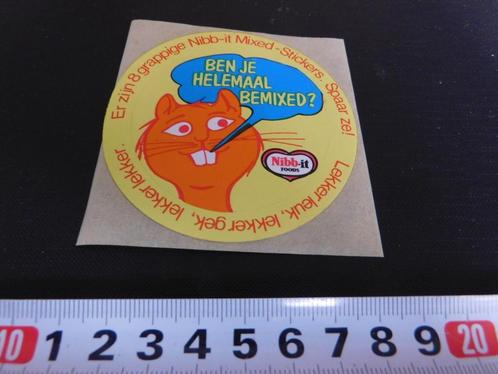 Er zijn 8 grappige Nibb-it Mixed-Stickers. Spaar ze!
BEN JE
HELEMAAL
BEMIXED?
Nibb-it
FOODS
Lekker leuk, lekker gek, lekker lekker.
10 1 2 3 4 5 6 7 8 9 20